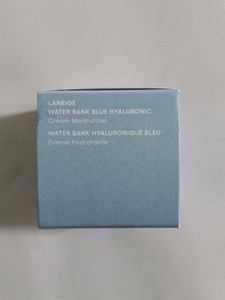 LANEIGE
WATER BANK BLUE HYALURONIC
Cream Moisturizer
WATER BANK HYALURONIQUE BLEU
Crème Hydratante